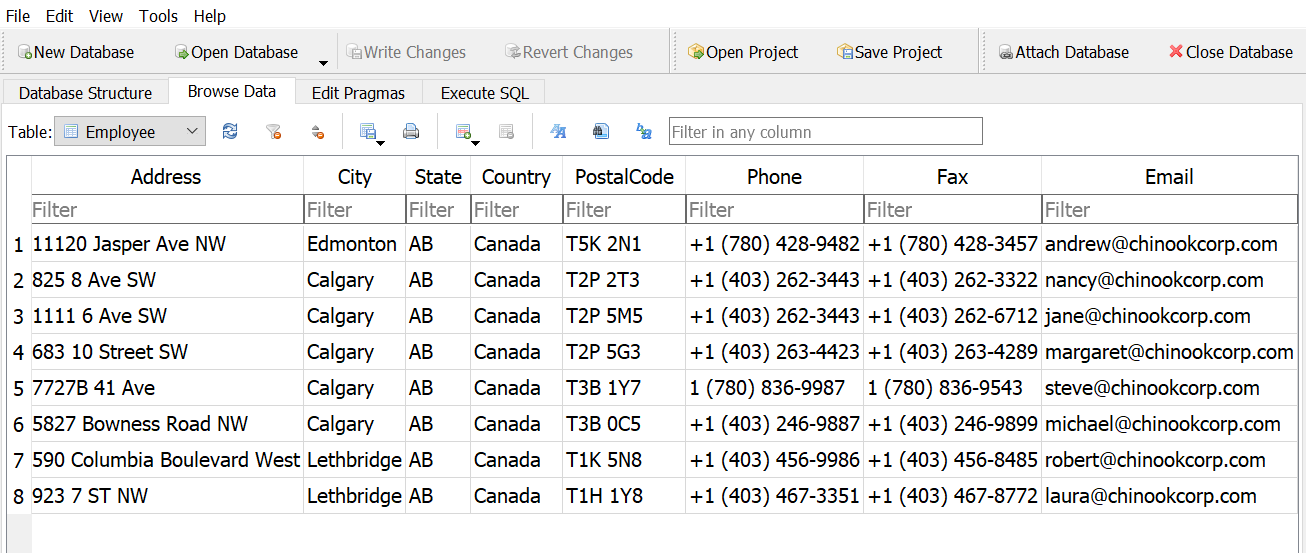 File Edit View Tools Help
New Database Open Database Write Changes Revert Changes Open Project Save Project Attach Database Close Database
Database Structure Browse Data Edit Pragmas Execute SQL
Table: Employee Filter in any column
Address City State Country PostalCode Phone Fax Email
Filter Filter Filter Filter Filter Filter Filter Filter
1 11120 Jasper Ave NW Edmonton AB Canada T5K 2N1 +1 (780) 428-9482 +1 (780) 428-3457 andrew@chinookcorp.com
2 825 8 Ave SW Calgary AB Canada T2P 2T3 +1 (403) 262-3443 +1 (403) 262-3322 nancy@chinookcorp.com
3 1111 6 Ave SW Calgary AB Canada T2P 5M5 +1 (403) 262-3443 +1 (403) 262-6712 jane@chinookcorp.com
4 683 10 Street SW Calgary AB Canada T2P 5G3 +1 (403) 263-4423 +1 (403) 263-4289 margaret@chinookcorp.com
5 7727B 41 Ave Calgary AB Canada T3B 1Y7 1 (780) 836-9987 1 (780) 836-9543 steve@chinookcorp.com
6 5827 Bowness Road NW Calgary AB Canada T3B 0C5 +1 (403) 246-9887 +1 (403) 246-9899 michael@chinookcorp.com
7 590 Columbia Boulevard West Lethbridge AB Canada T1K 5N8 +1 (403) 456-9986 +1 (403) 456-8485 robert@chinookcorp.com
8 923 7 ST NW Lethbridge AB Canada T1H 1Y8 +1 (403) 467-3351 +1 (403) 467-8772 laura@chinookcorp.com